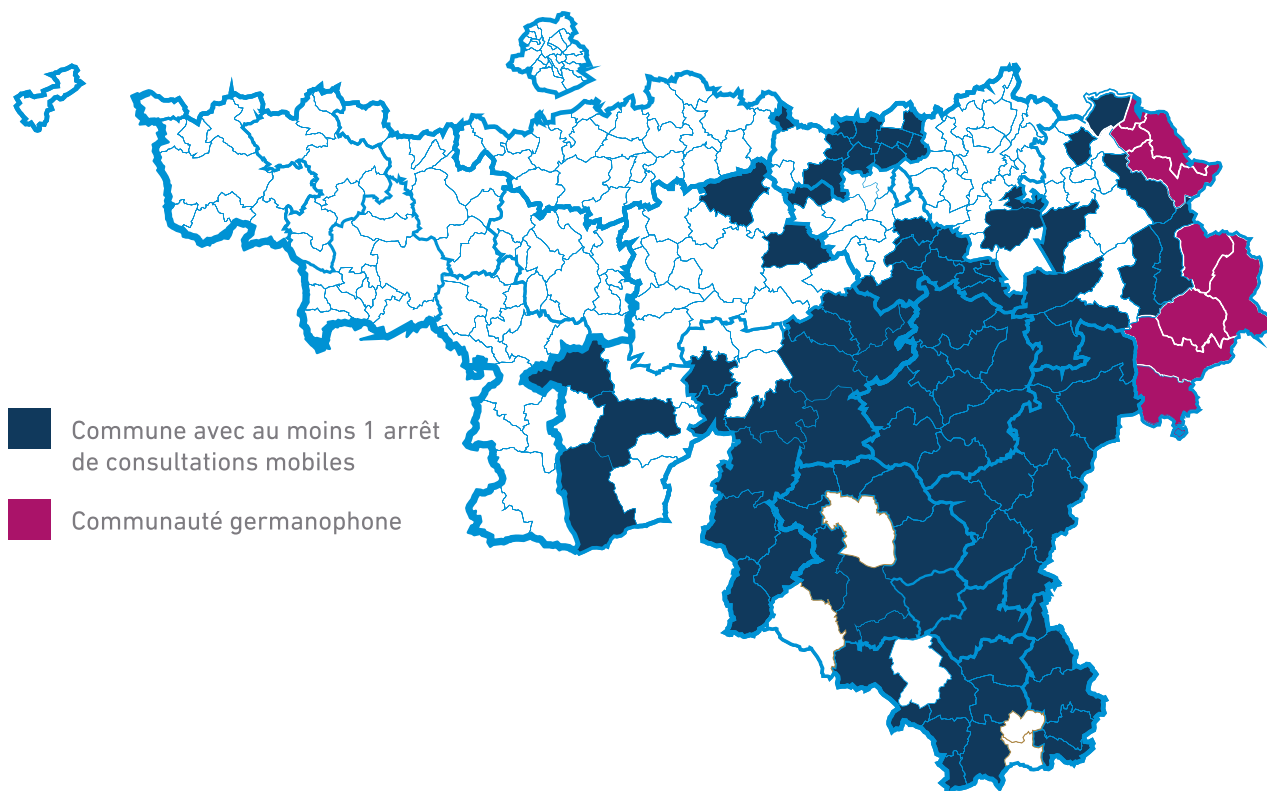 Commune avec au moins 1 arrêt
de consultations mobiles
Communauté germanophone